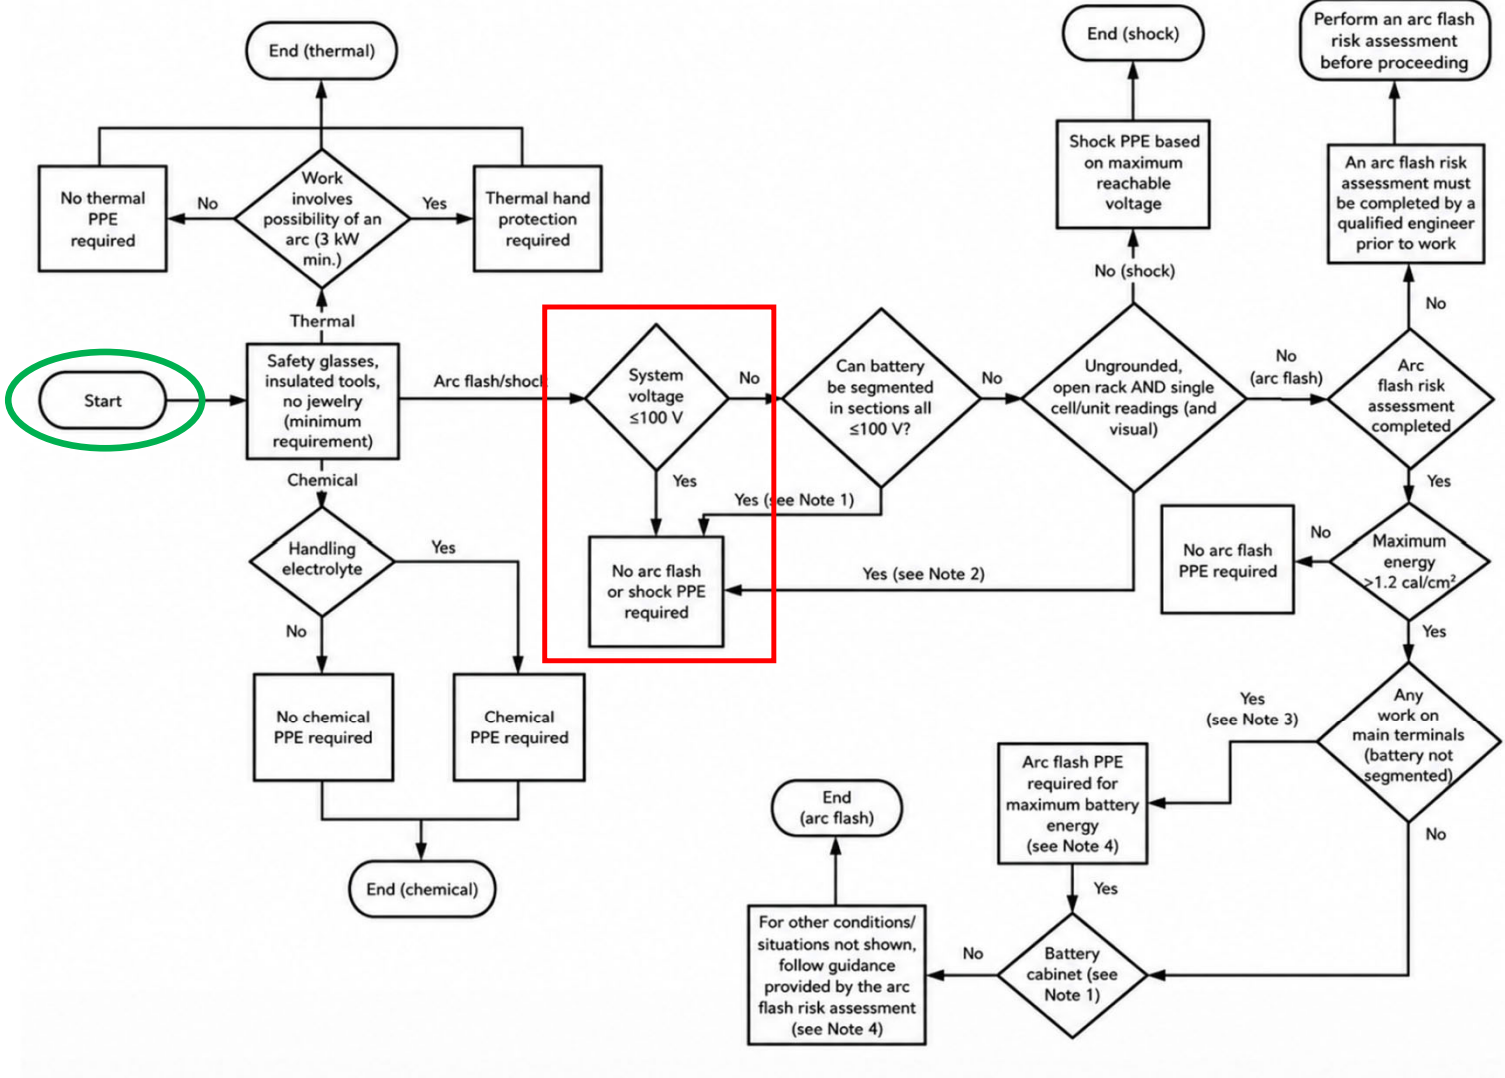 End (thermal)
No thermal
PPE
required
No
Work
involves
possibility of an
arc (3 kW
min.)
Yes
Thermal hand
protection
required
Thermal
Start
Safety glasses,
insulated tools,
no jewelry
(minimum
requirement)
Arc flash/shock
Chemical
Handling
electrolyte
Yes
No
No chemical
PPE required
Chemical
PPE required
End (chemical)
System
voltage
≤100 V
No
Yes
No arc flash
or shock PPE
required
Can battery
be segmented
in sections all
≤100 V?
No
Yes (see Note 1)
Ungrounded,
open rack AND single
cell/unit readings (and
visual)
Yes (see Note 2)
No (shock)
Shock PPE based
on maximum
reachable
voltage
End (shock)
No
(arc flash)
Arc
flash risk
assessment
completed
No
An arc flash risk
assessment must
be completed by a
qualified engineer
prior to work
Perform an arc flash
risk assessment
before proceeding
Yes
Maximum
energy
>1.2 cal/cm²
No
No arc flash
PPE required
Yes
Any
work on
main terminals
(battery not
segmented)
Yes
(see Note 3)
No
Arc flash PPE
required for
maximum battery
energy
(see Note 4)
Yes
Battery
cabinet (see
Note 1)
No
For other conditions/
situations not shown,
follow guidance
provided by the arc
flash risk assessment
(see Note 4)
End
(arc flash)